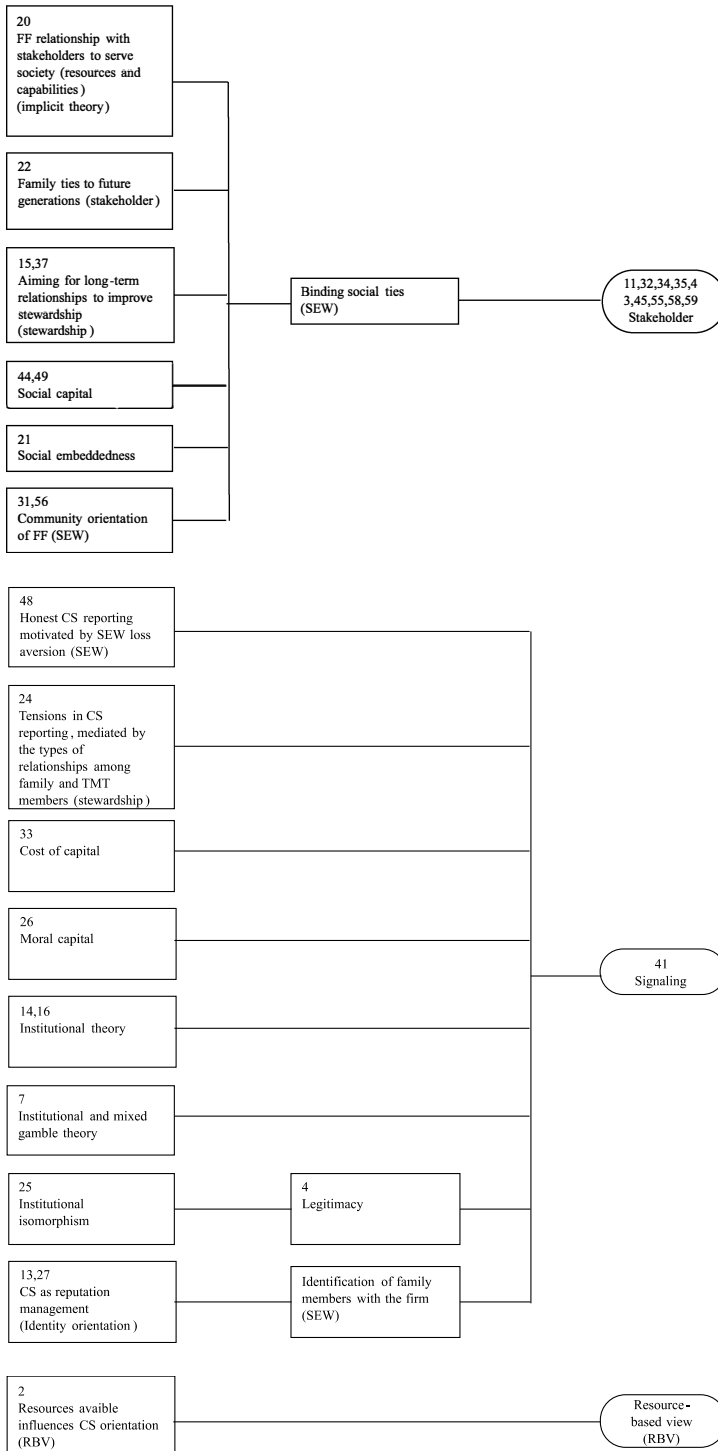 20
FF relationship with
stakeholders to serve
society (resources and
capabilities)
(implicit theory)
22
Family ties to future
generations (stakeholder)
15,37
Aiming for long-term
relationships to improve
stewardship
(stewardship)
44,49
Social capital
21
Social embeddedness
31,56
Community orientation
of FF (SEW)
Binding social ties
(SEW)
11,32,34,35,4
3,45,55,58,59
Stakeholder
48
Honest CS reporting
motivated by SEW loss
aversion (SEW)
24
Tensions in CS
reporting, mediated by
the types of
relationships among
family and TMT
members (stewardship)
33
Cost of capital
26
Moral capital
14,16
Institutional theory
7
Institutional and mixed
gamble theory
25
Institutional
isomorphism
4
Legitimacy
13,27
CS as reputation
management
(Identity orientation)
Identification of family
members with the firm
(SEW)
41
Signaling
2
Resources avaible
influences CS orientation
(RBV)
Resource-
based view
(RBV)